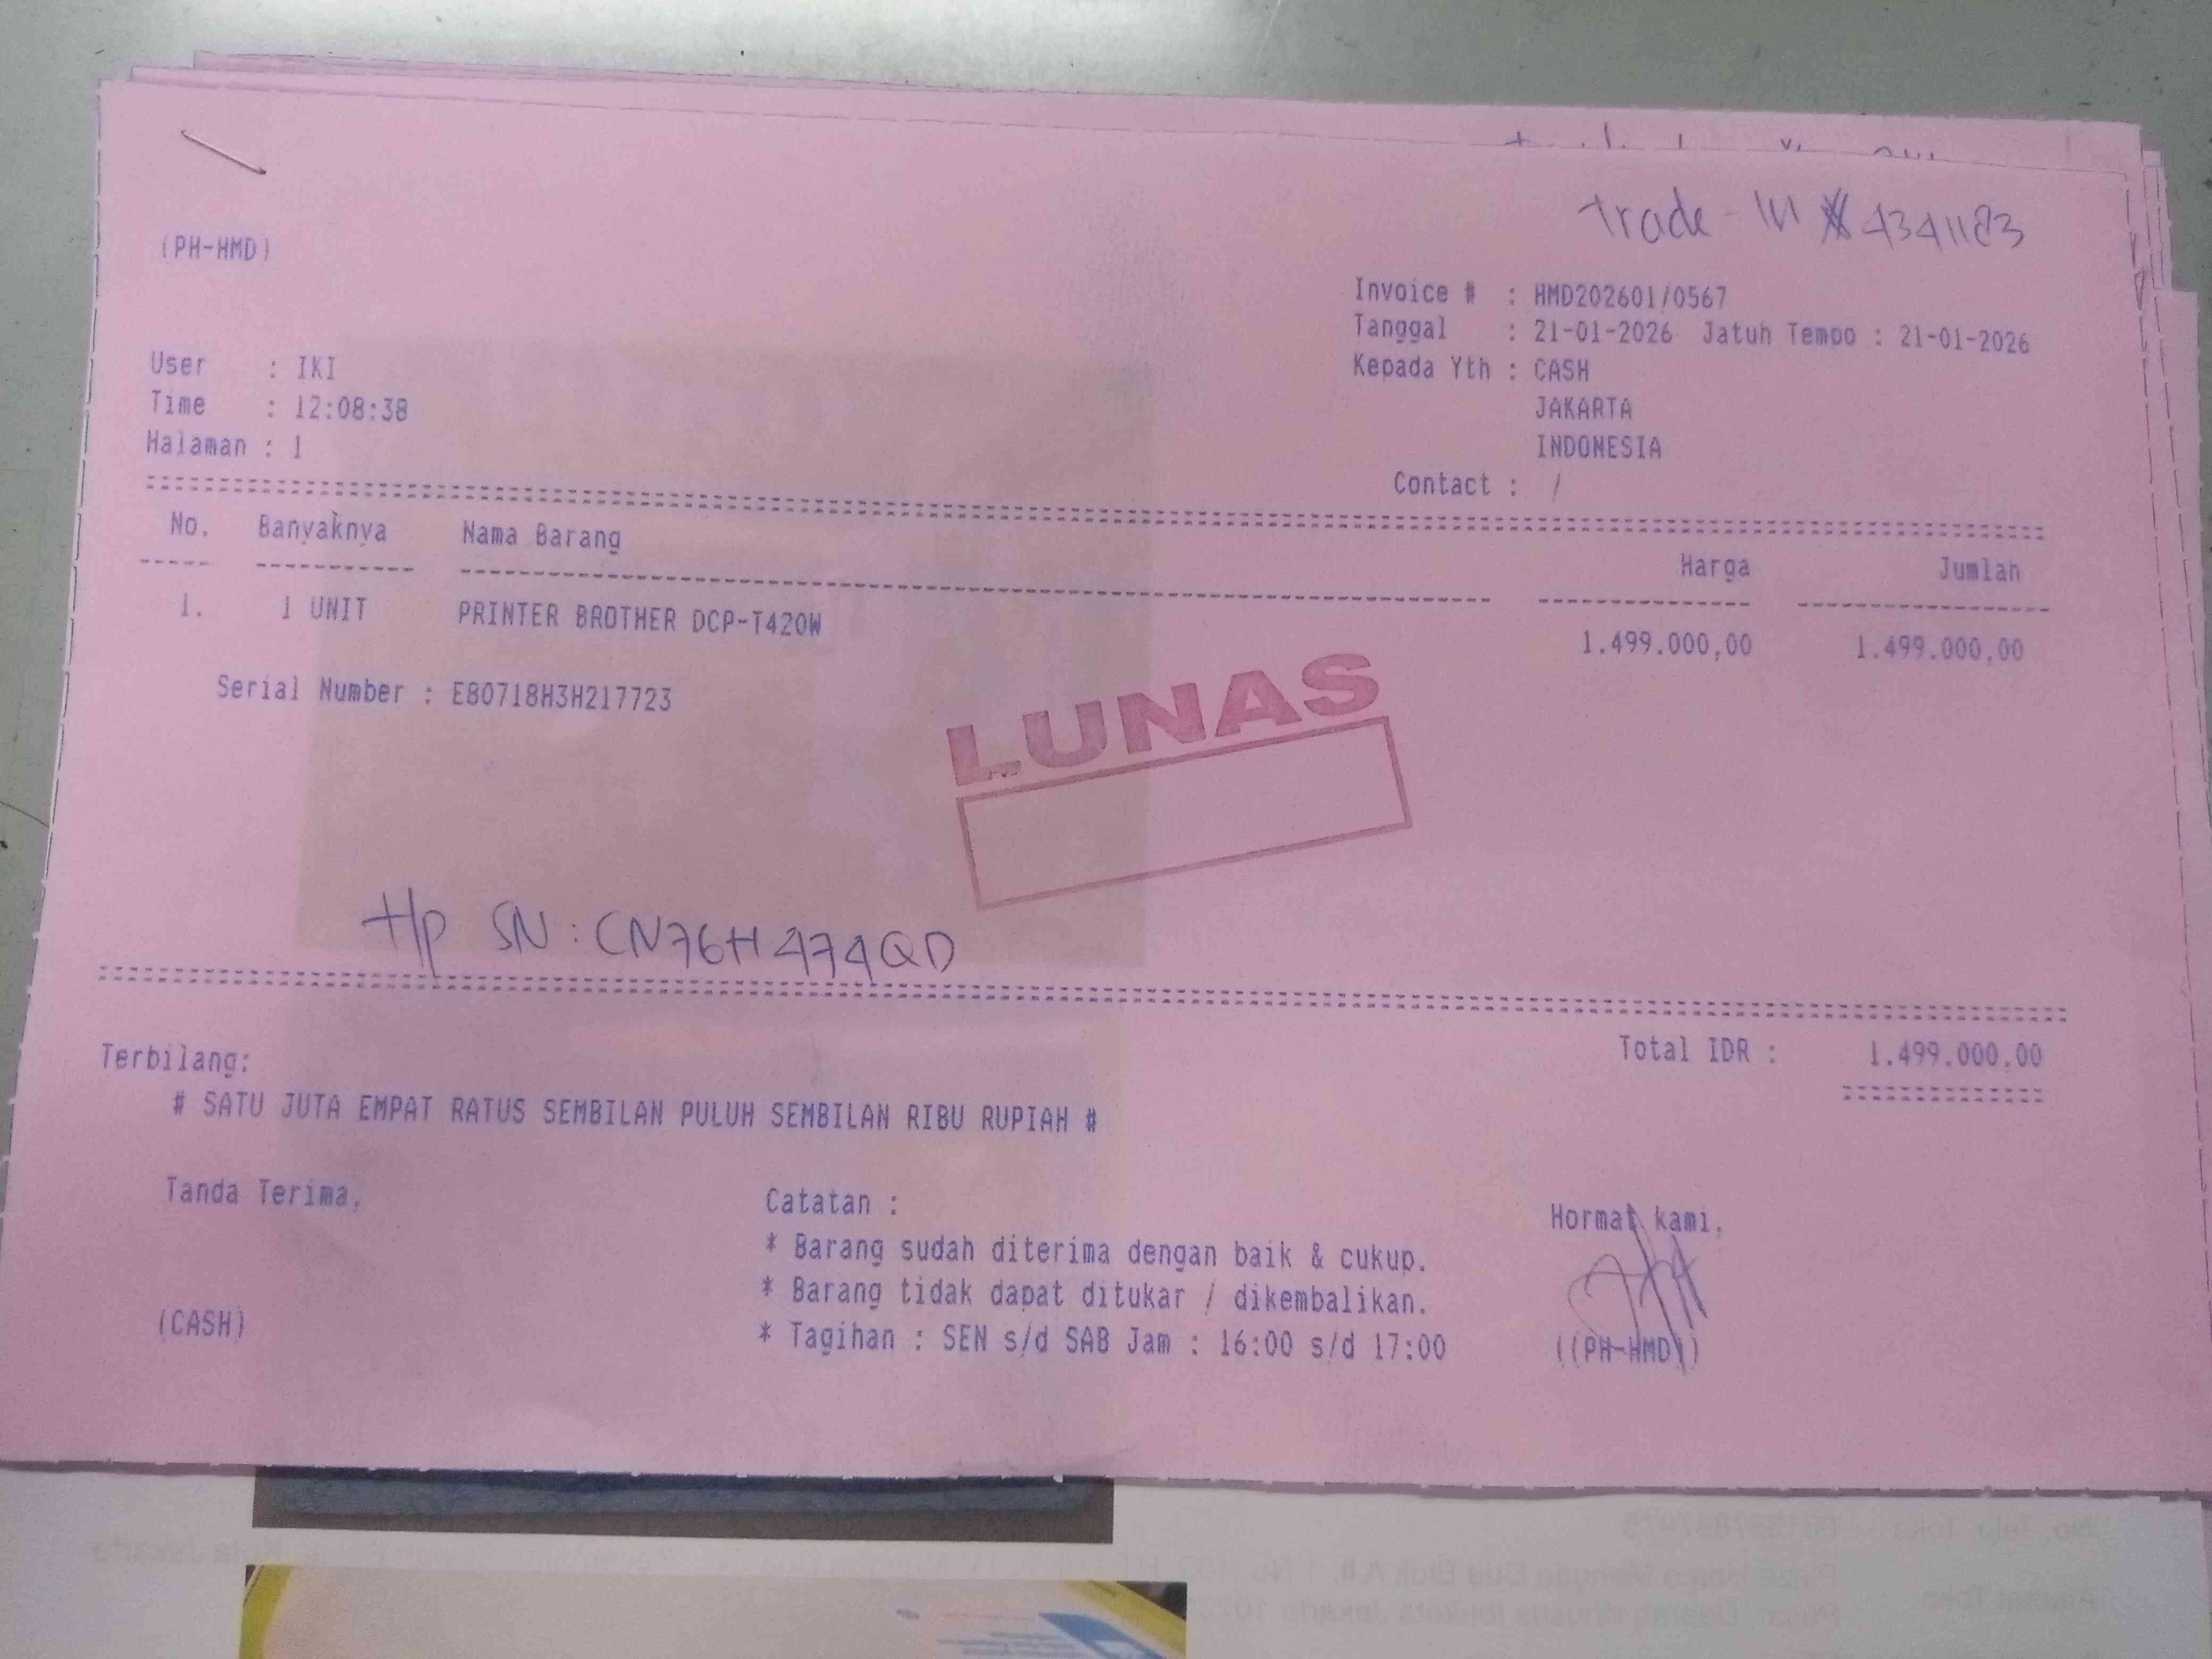 trade-In 4341183
(PH-HMD)
Invoice # : HMD202601/0567
Tanggal : 21-01-2026 Jatuh Tempo : 21-01-2026
User : IKI
Kepada Yth : CASH
Time : 12:08:38
JAKARTA
Halaman : 1
INDONESIA
Contact : /
No. Banyaknya Nama Barang Harga Jumlah
1. 1 UNIT PRINTER BROTHER DCP-T420W 1.499.000,00 1.499.000,00
Serial Number : E80718H3H217723
LUNAS
Hp SN : CN76H474QD
Total IDR : 1.499.000,00
Terbilang:
# SATU JUTA EMPAT RATUS SEMBILAN PULUH SEMBILAN RIBU RUPIAH #
Tanda Terima,
Catatan :
Hormat kami,
* Barang sudah diterima dengan baik & cukup.
* Barang tidak dapat ditukar / dikembalikan.
* Tagihan : SEN s/d SAB Jam : 16:00 s/d 17:00
(CASH)
((PH-HMD))